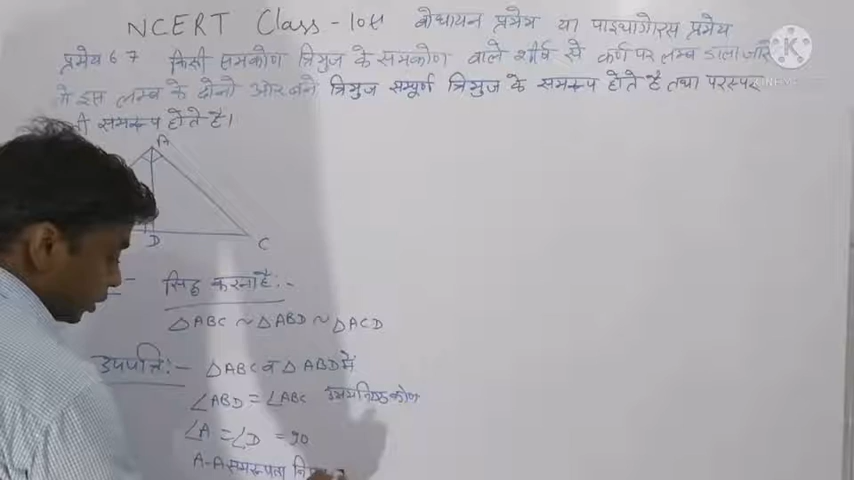 NCERT Class-10th बोधायन प्रमेय या पाइथागोरस प्रमेय
प्रमेय 6.7 किसी समकोण त्रिभुज के समकोण वाले शीर्ष से कर्ण पर लम्ब डाला जाये
तो इस लम्ब के दोनो ओर बने त्रिभुज सम्पूर्ण त्रिभुज के समरूप होते है तथा परस्पर
भी समरूप होते है।
A
D
C
सिद्ध करना है:-
△ABC ~ △ABD ~ △ACD
उपपत्ति:- △ABC व △ABD में
∠ABD = ∠ABC उभयनिष्ठ कोण
∠A = ∠D = 90
A-A समरूपता
K